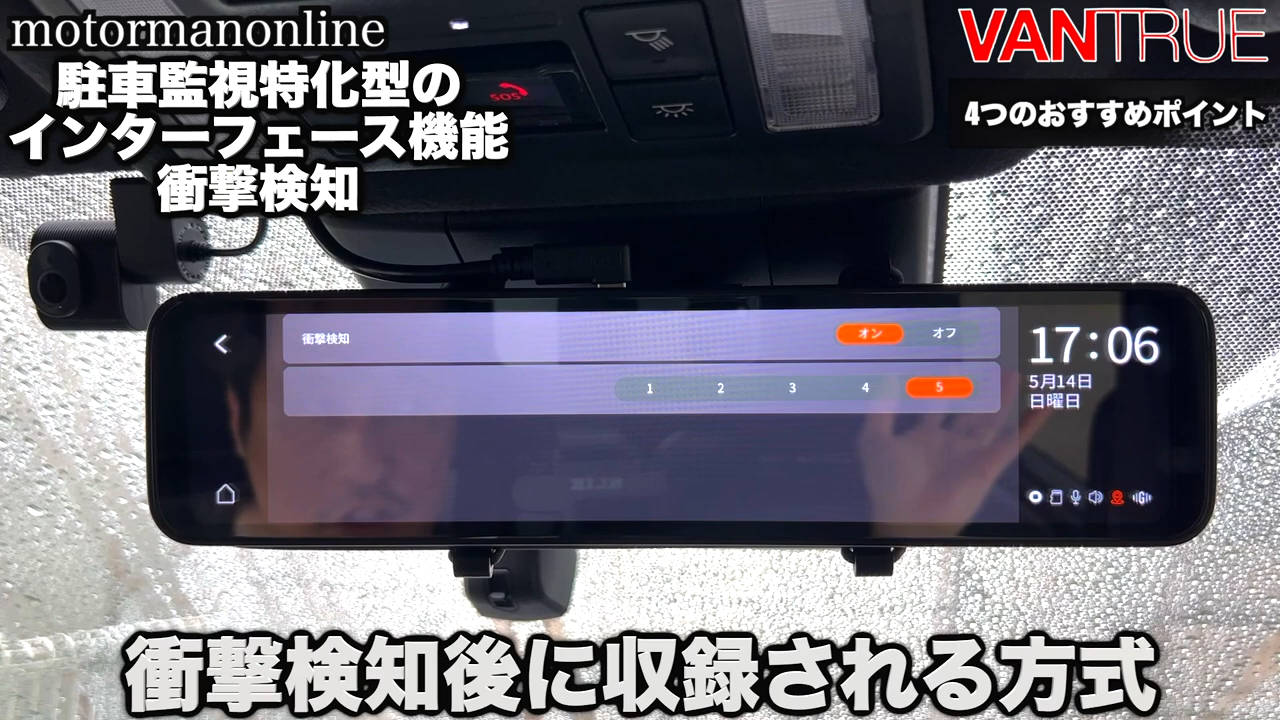 motormanonline
駐車監視特化型の
インターフェース機能
衝撃検知
VANTRUE
4つのおすすめポイント
SOS
衝撃検知
オン オフ
1 2 3 4 5
17:06
5月14日
日曜日
衝撃検知後に収録される方式